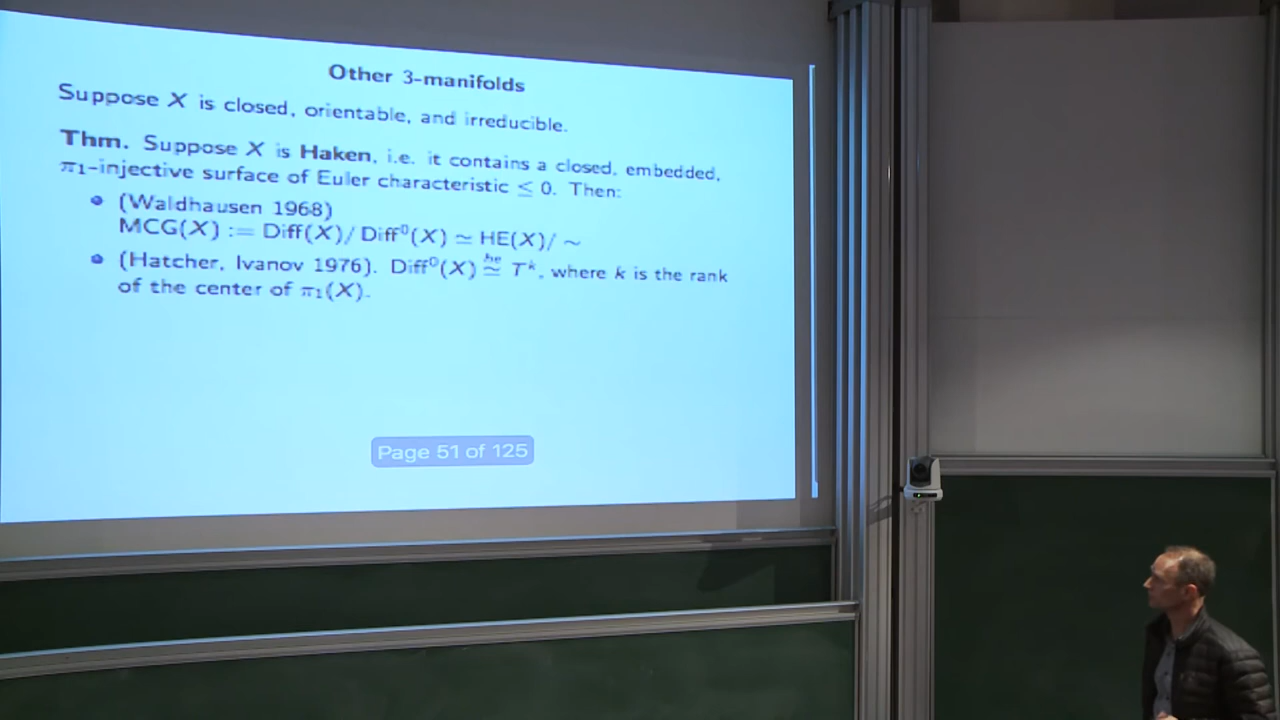 Other 3-manifolds
Suppose X is closed, orientable, and irreducible.
Thm. Suppose X is Haken, i.e. it contains a closed, embedded,
π₁-injective surface of Euler characteristic ≤ 0. Then:
• (Waldhausen 1968)
MCG(X) := Diff(X)/ Diff⁰(X) ≃ HE(X)/ ∼
• (Hatcher, Ivanov 1976). Diff⁰(X) ≃ʰᵉ Tᵏ, where k is the rank
of the center of π₁(X).
Page 51 of 125